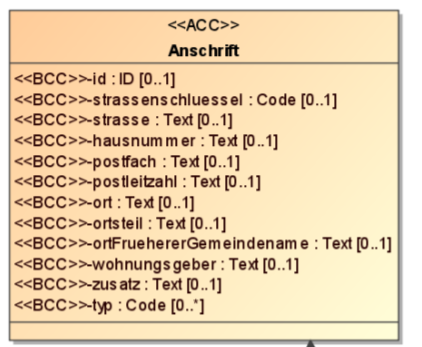 <<ACC>>
Anschrift
<<BCC>>-id : ID [0..1]
<<BCC>>-strassenschluessel : Code [0..1]
<<BCC>>-strasse : Text [0..1]
<<BCC>>-hausnummer : Text [0..1]
<<BCC>>-postfach : Text [0..1]
<<BCC>>-postleitzahl : Text [0..1]
<<BCC>>-ort : Text [0..1]
<<BCC>>-ortsteil : Text [0..1]
<<BCC>>-ortFruehererGemeindename : Text [0..1]
<<BCC>>-wohnungsgeber : Text [0..1]
<<BCC>>-zusatz : Text [0..1]
<<BCC>>-typ : Code [0..*]